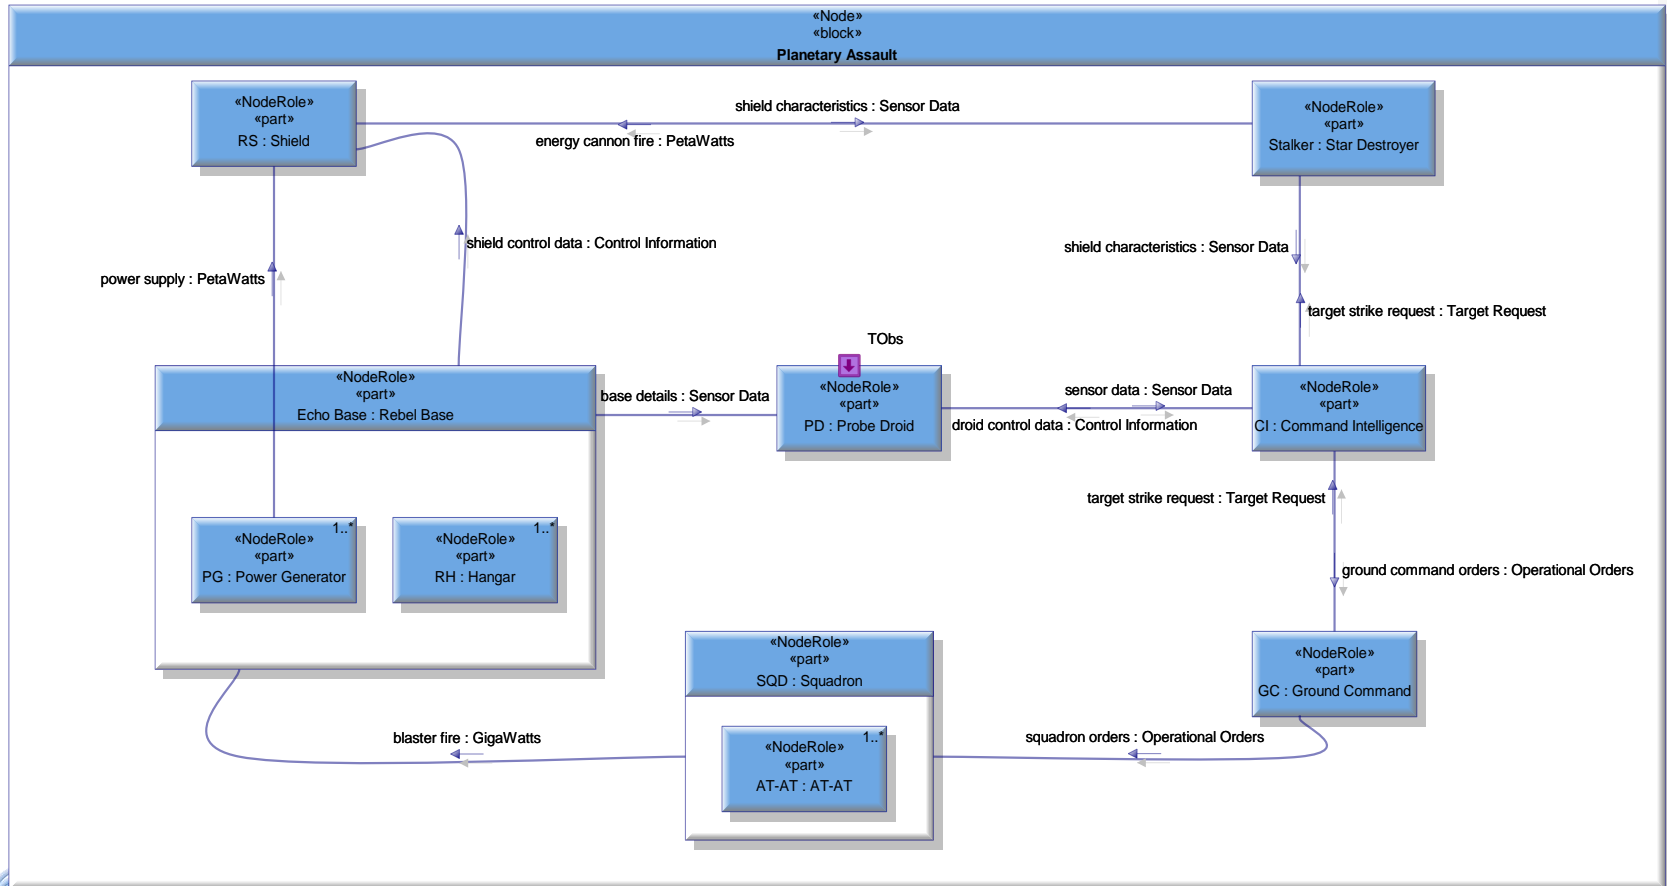 «Node»
«block»
Planetary Assault
«NodeRole»
«part»
RS : Shield
shield characteristics : Sensor Data
energy cannon fire : PetaWatts
«NodeRole»
«part»
Stalker : Star Destroyer
shield control data : Control Information
shield characteristics : Sensor Data
power supply : PetaWatts
target strike request : Target Request
TObs
«NodeRole»
«part»
Echo Base : Rebel Base
base details : Sensor Data
«NodeRole»
«part»
PD : Probe Droid
sensor data : Sensor Data
droid control data : Control Information
«NodeRole»
«part»
CI : Command Intelligence
target strike request : Target Request
1..*
«NodeRole»
«part»
PG : Power Generator
1..*
«NodeRole»
«part»
RH : Hangar
ground command orders : Operational Orders
«NodeRole»
«part»
SQD : Squadron
«NodeRole»
«part»
GC : Ground Command
blaster fire : GigaWatts
1..*
«NodeRole»
«part»
AT-AT : AT-AT
squadron orders : Operational Orders